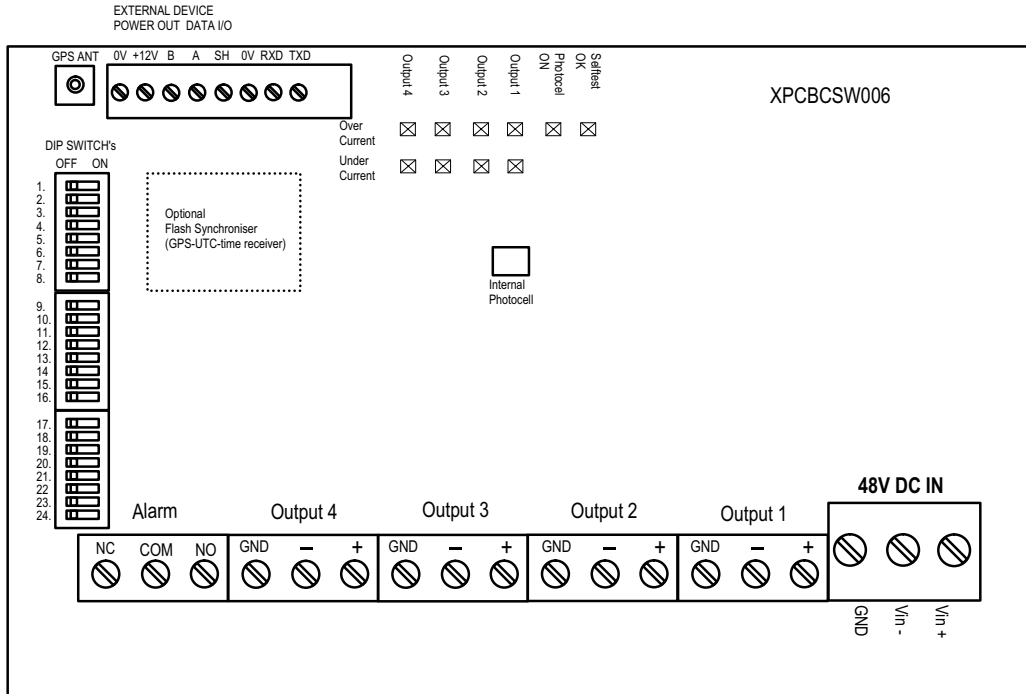 EXTERNAL DEVICE
POWER OUT DATA I/O
GPS ANT
0V +12V B A SH 0V RXD TXD
Output 4
Output 3
Output 2
Output 1
Photocel
ON
Selftest
OK
XPCBCSW006
Over
Current
Under
Current
DIP SWITCH's
OFF ON
1.
2.
3.
4.
5.
6.
7.
8.
Optional
Flash Synchroniser
(GPS-UTC-time receiver)
Internal
Photocell
9.
10.
11.
12.
13.
14
15.
16.
17.
18.
19.
20.
21.
22
23.
24.
48V DC IN
Alarm
Output 4
Output 3
Output 2
Output 1
NC COM NO
GND − +
GND − +
GND − +
GND − +
GND
Vin -
Vin +